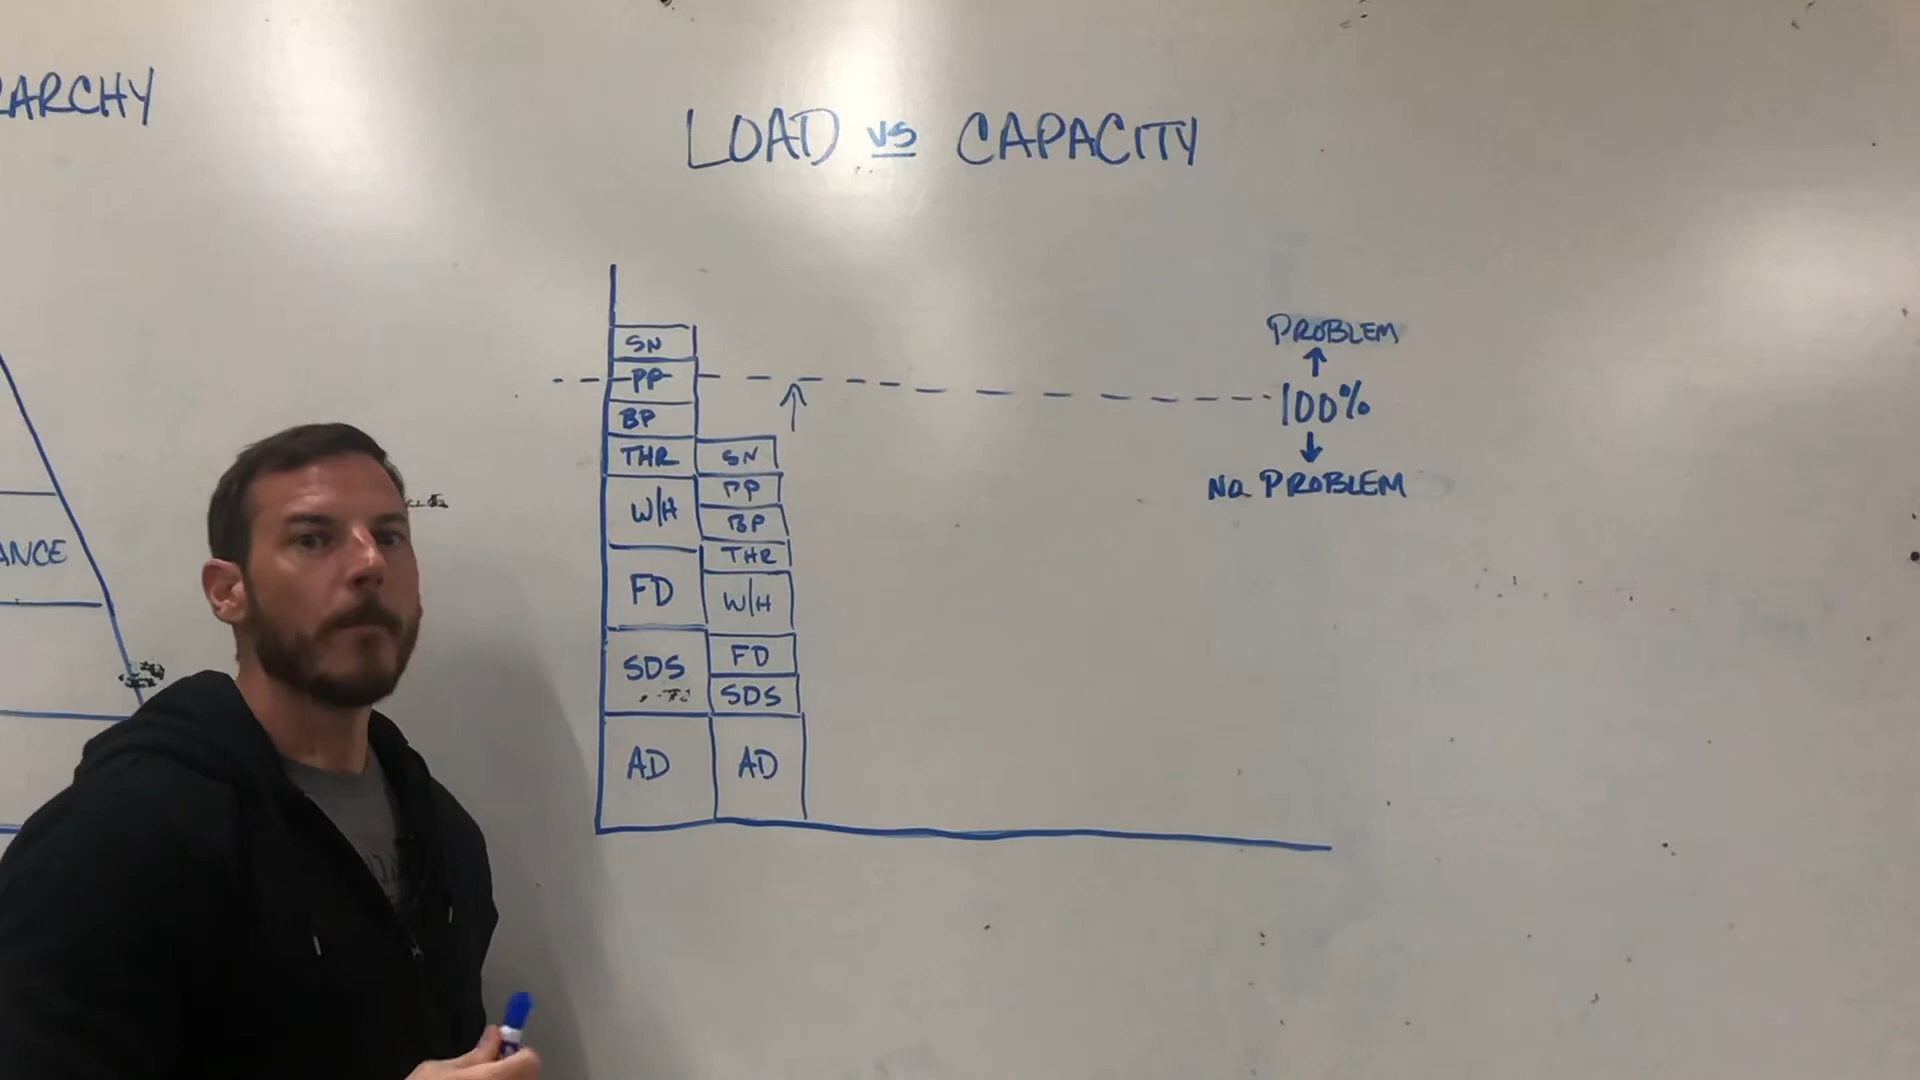 RARCHY
LOAD vs CAPACITY
PROBLEM
100%
No PROBLEM
SN
PP
BP
THR
W/H
FD
SDS
AD
SN
PP
BP
THR
W/H
FD
SDS
AD
ANCE